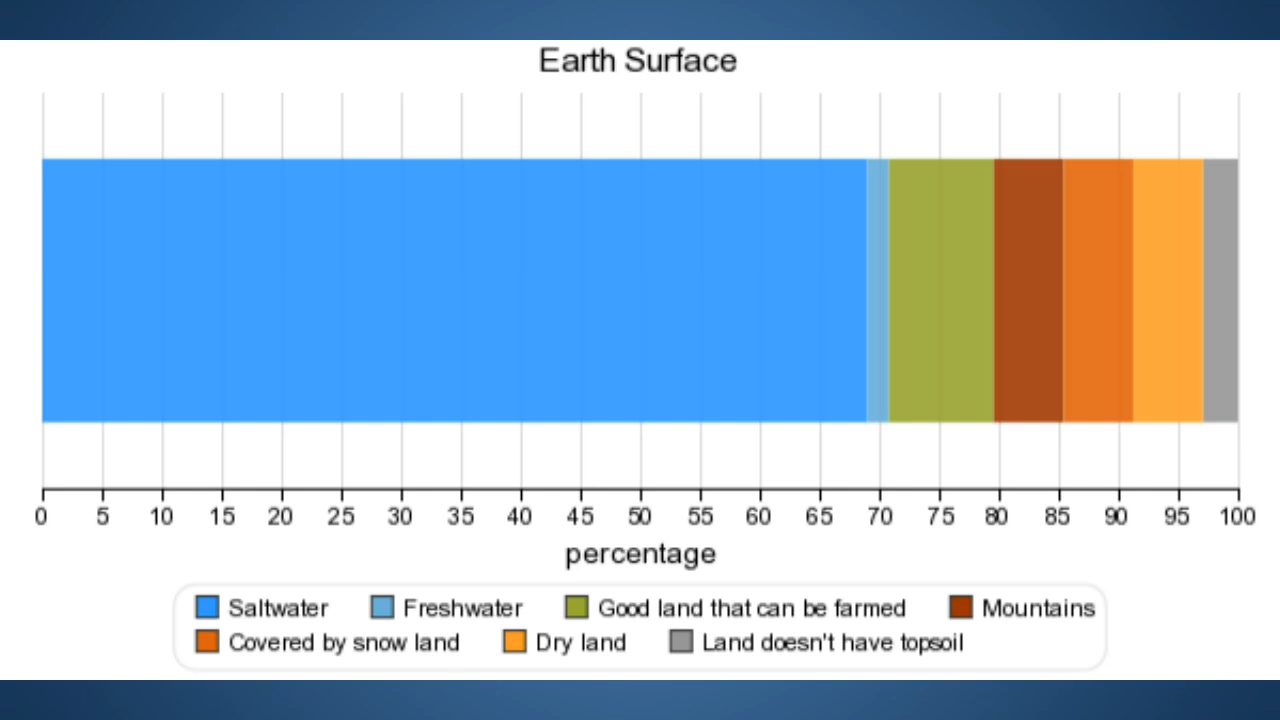 Earth Surface
0 5 10 15 20 25 30 35 40 45 50 55 60 65 70 75 80 85 90 95 100
percentage
Saltwater Freshwater Good land that can be farmed Mountains
Covered by snow land Dry land Land doesn't have topsoil